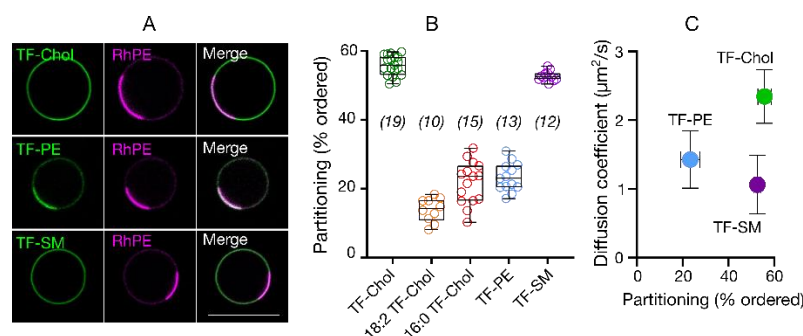 A
TF-Chol
RhPE
Merge
TF-PE
RhPE
Merge
TF-SM
RhPE
Merge
B
Partitioning (% ordered)
60
40
20
0
(19)
(10)
(15)
(13)
(12)
TF-Chol
18:2 TF-Chol
16:0 TF-Chol
TF-PE
TF-SM
C
Diffusion coefficient (µm²/s)
3
2
1
0
TF-Chol
TF-PE
TF-SM
0
20
40
60
Partitioning (% ordered)